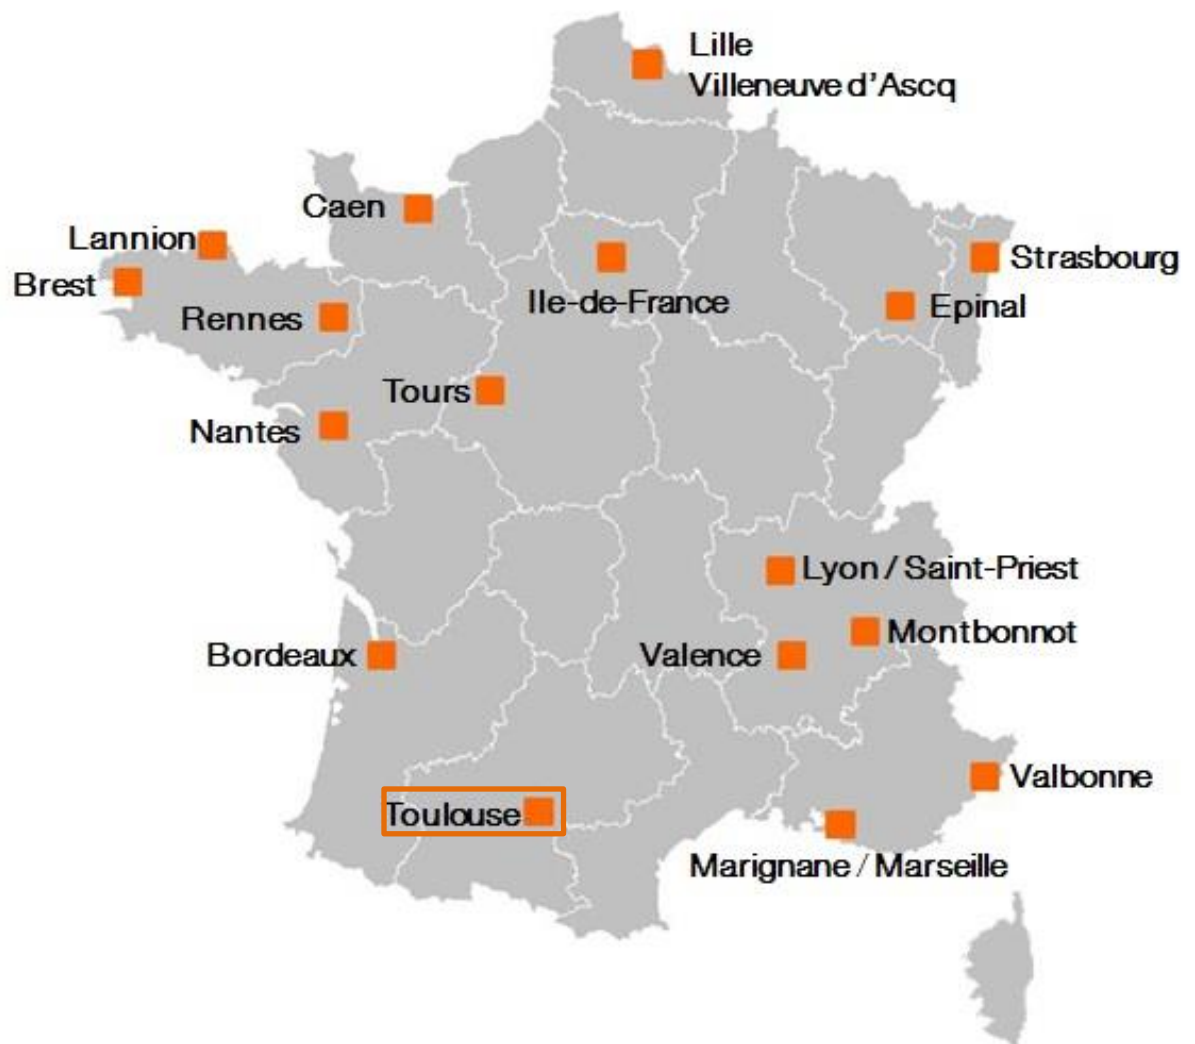 Lille
Villeneuve d'Ascq
Caen
Lannion
Strasbourg
Brest
Ile-de-France
Epinal
Rennes
Tours
Nantes
Lyon / Saint-Priest
Montbonnot
Bordeaux
Valence
Valbonne
Toulouse
Marignane / Marseille